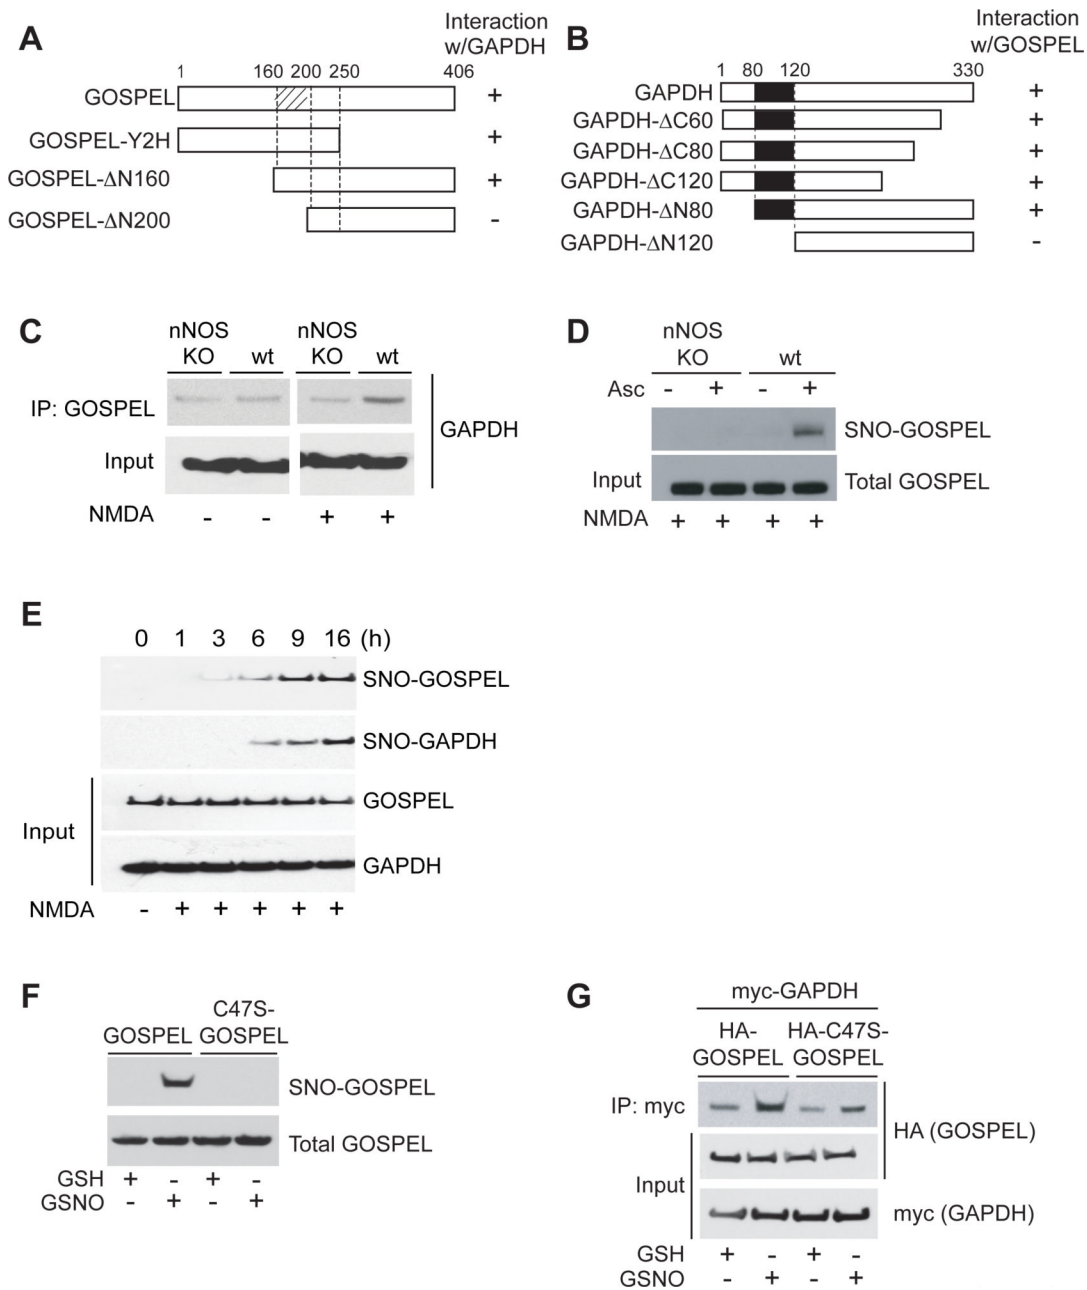 A
Interaction
w/GAPDH
1 160 200 250 406
GOSPEL +
GOSPEL-Y2H +
GOSPEL-ΔN160 +
GOSPEL-ΔN200 -
B
Interaction
w/GOSPEL
1 80 120 330
GAPDH +
GAPDH-ΔC60 +
GAPDH-ΔC80 +
GAPDH-ΔC120 +
GAPDH-ΔN80 +
GAPDH-ΔN120 -
C
nNOS nNOS
KO wt KO wt
IP: GOSPEL
GAPDH
Input
NMDA - - + +
D
nNOS
KO wt
Asc - + - +
SNO-GOSPEL
Input Total GOSPEL
NMDA + + + +
E
0 1 3 6 9 16 (h)
SNO-GOSPEL
SNO-GAPDH
GOSPEL
Input
GAPDH
NMDA - + + + + +
F
C47S-
GOSPEL GOSPEL
SNO-GOSPEL
Total GOSPEL
GSH + - + -
GSNO - + - +
G
myc-GAPDH
HA- HA-C47S-
GOSPEL GOSPEL
IP: myc
HA (GOSPEL)
Input
myc (GAPDH)
GSH + - + -
GSNO - + - +